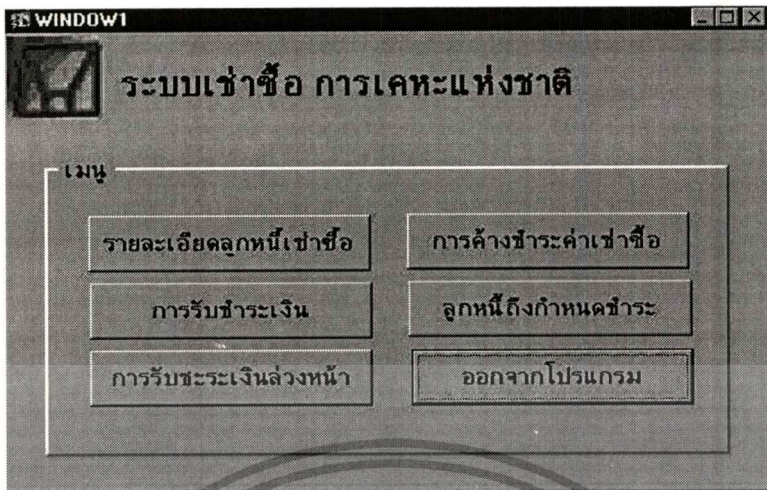 WINDOW1
ระบบเช่าซื้อ การเคหะแห่งชาติ
เมนู
รายละเอียดลูกหนี้เช่าซื้อ
การค้างชำระค่าเช่าซื้อ
การรับชำระเงิน
ลูกหนี้ถึงกำหนดชำระ
การรับชะระเงินล่วงหน้า
ออกจากโปรแกรม